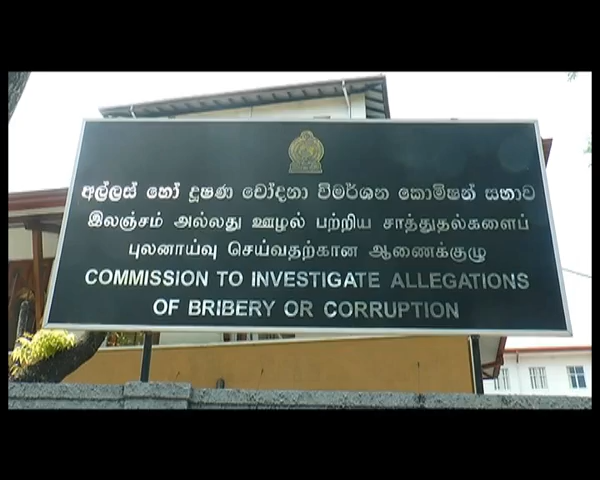 අල්ලස් හෝ දූෂණ චෝදනා විමර්ශන කොමිෂන් සභාව
இலஞ்சம் அல்லது ஊழல் பற்றிய சாத்துதல்களைப்
புலனாய்வு செய்வதற்கான ஆணைக்குழு
COMMISSION TO INVESTIGATE ALLEGATIONS
OF BRIBERY OR CORRUPTION